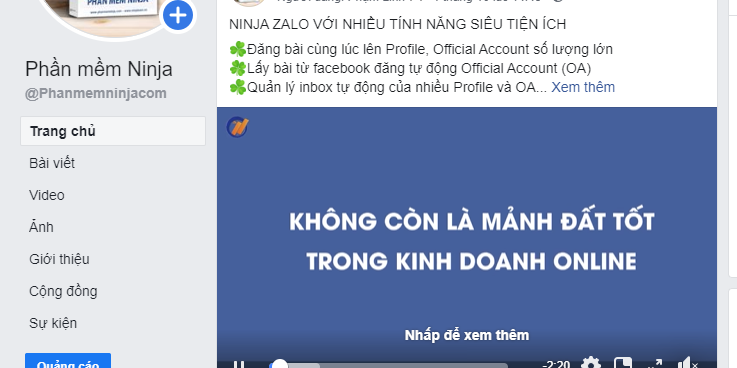 PHẦN MỀM NINJA
Phần mềm Ninja
@Phanmemninjacom
Trang chủ
Bài viết
Video
Ảnh
Giới thiệu
Cộng đồng
Sự kiện
Quảng cáo
NINJA ZALO VỚI NHIỀU TÍNH NĂNG SIÊU TIỆN ÍCH
Đăng bài cùng lúc lên Profile, Official Account số lượng lớn
Lấy bài từ facebook đăng tự động Official Account (OA)
Quản lý inbox tự động của nhiều Profile và OA... Xem thêm
KHÔNG CÒN LÀ MẢNH ĐẤT TỐT
TRONG KINH DOANH ONLINE
Nhấp để xem thêm
-2:20